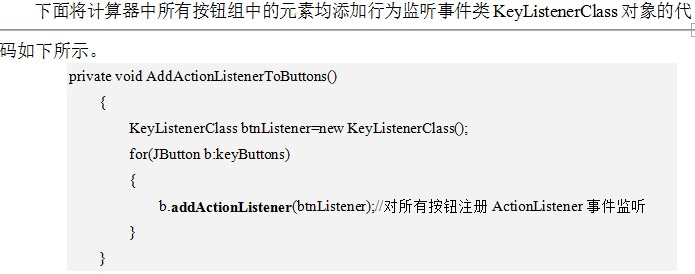 下面将计算器中所有按钮组中的元素均添加行为监听事件类 KeyListenerClass 对象的代
码如下所示。
private void AddActionListenerToButtons()
{
KeyListenerClass btnListener=new KeyListenerClass();
for(JButton b:keyButtons)
{
b.addActionListener(btnListener);//对所有按钮注册 ActionListener 事件监听
}
}